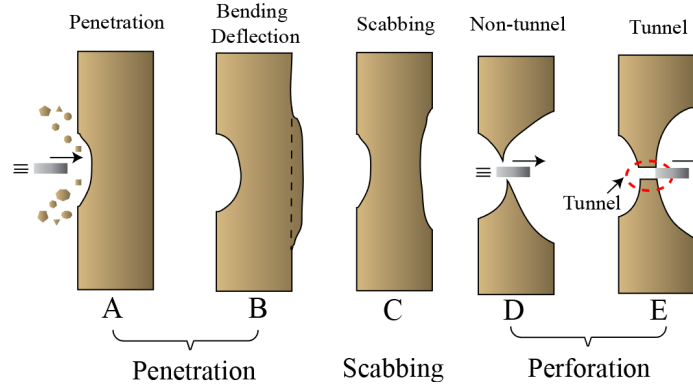 Penetration
Bending
Deflection
Scabbing
Non-tunnel
Tunnel
Tunnel
A
B
C
D
E
Penetration
Scabbing
Perforation